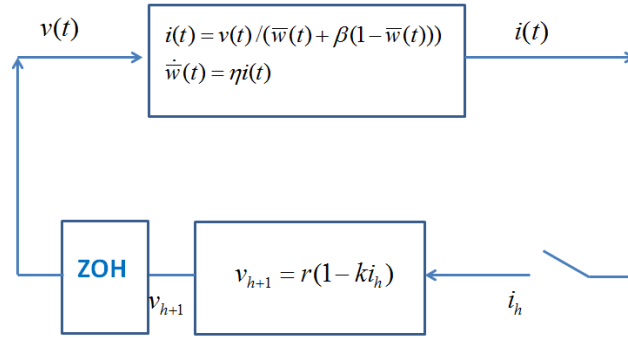 v(t)
i(t) = v(t) / (w̅(t) + β(1 − w̅(t)))
i(t)
ẇ̅(t) = ηi(t)
ZOH
v_{h+1} = r(1 − ki_h)
v_{h+1}
i_h